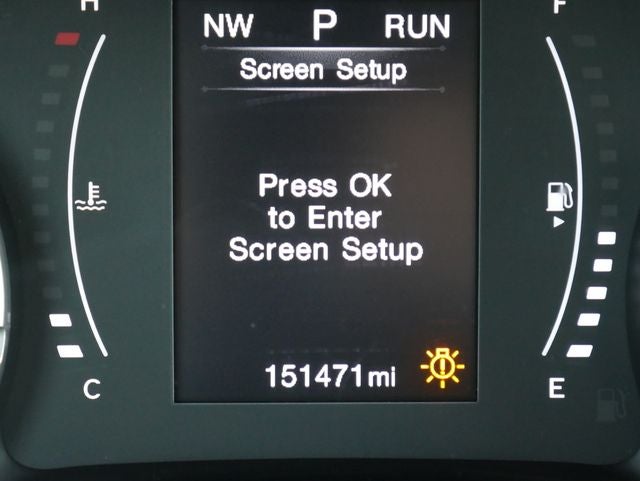 H
F
NW P RUN
Screen Setup
Press OK
to Enter
Screen Setup
151471mi
C
E